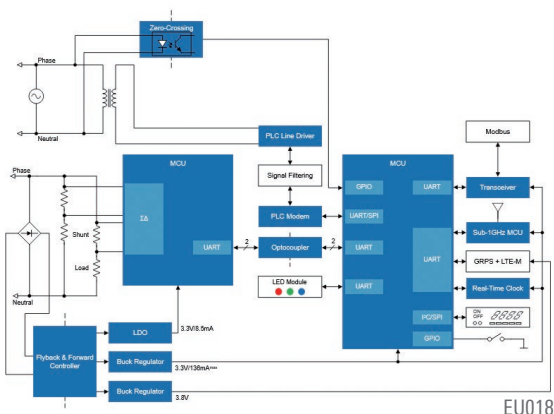 Zero-Crossing
Phase
Neutral
PLC Line Driver
Modbus
Phase
MCU
Signal Filtering
MCU
GPIO
UART
Transceiver
ΣΔ
PLC Modem
UART/SPI
Shunt
UART
2
Optocoupler
2
UART
UART
Sub-1GHz MCU
GRPS + LTE-M
Load
LED Module
UART
Real-Time Clock
Neutral
I²C/SPI
ON
OFF
8888
GPIO
LDO
3.3V/8.5mA
Flyback & Forward
Controller
Buck Regulator
3.3V/136mAmax
Buck Regulator
3.8V
EU018